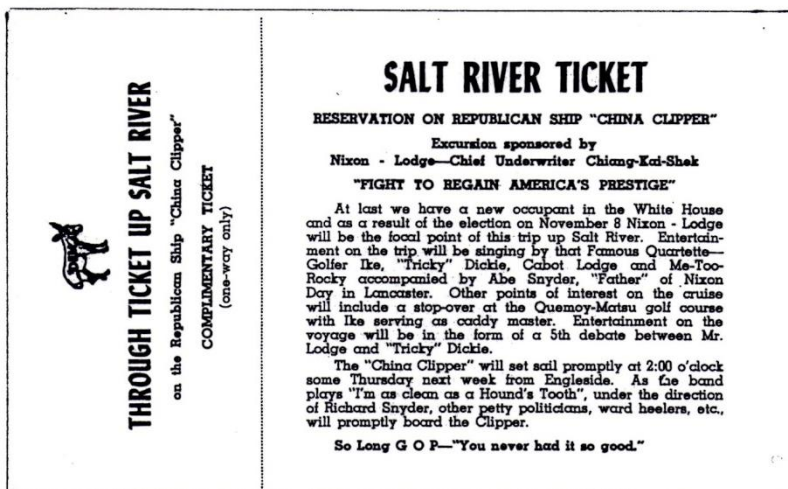 THROUGH TICKET UP SALT RIVER
on the Republican Ship "China Clipper"
COMPLIMENTARY TICKET
(one-way only)
SALT RIVER TICKET
RESERVATION ON REPUBLICAN SHIP "CHINA CLIPPER"
Excursion sponsored by
Nixon - Lodge—Chief Underwriter Chiang-Kai-Shek
"FIGHT TO REGAIN AMERICA'S PRESTIGE"
At last we have a new occupant in the White House
and as a result of the election on November 8 Nixon - Lodge
will be the focal point of this trip up Salt River. Entertain-
ment on the trip will be singing by that Famous Quartette—
Golfer Ike, "Tricky" Dickie, Cabot Lodge and Me-Too-
Rocky accompanied by Abe Snyder, "Father" of Nixon
Day in Lancaster. Other points of interest on the cruise
will include a stop-over at the Quemoy-Matsu golf course
with Ike serving as caddy master. Entertainment on the
voyage will be in the form of a 5th debate between Mr.
Lodge and "Tricky" Dickie.
The "China Clipper" will set sail promptly at 2:00 o'clock
some Thursday next week from Engleside. As the band
plays "I'm as clean as a Hound's Tooth", under the direction
of Richard Snyder, other petty politicians, ward heelers, etc.,
will promptly board the Clipper.
So Long G O P—"You never had it so good."